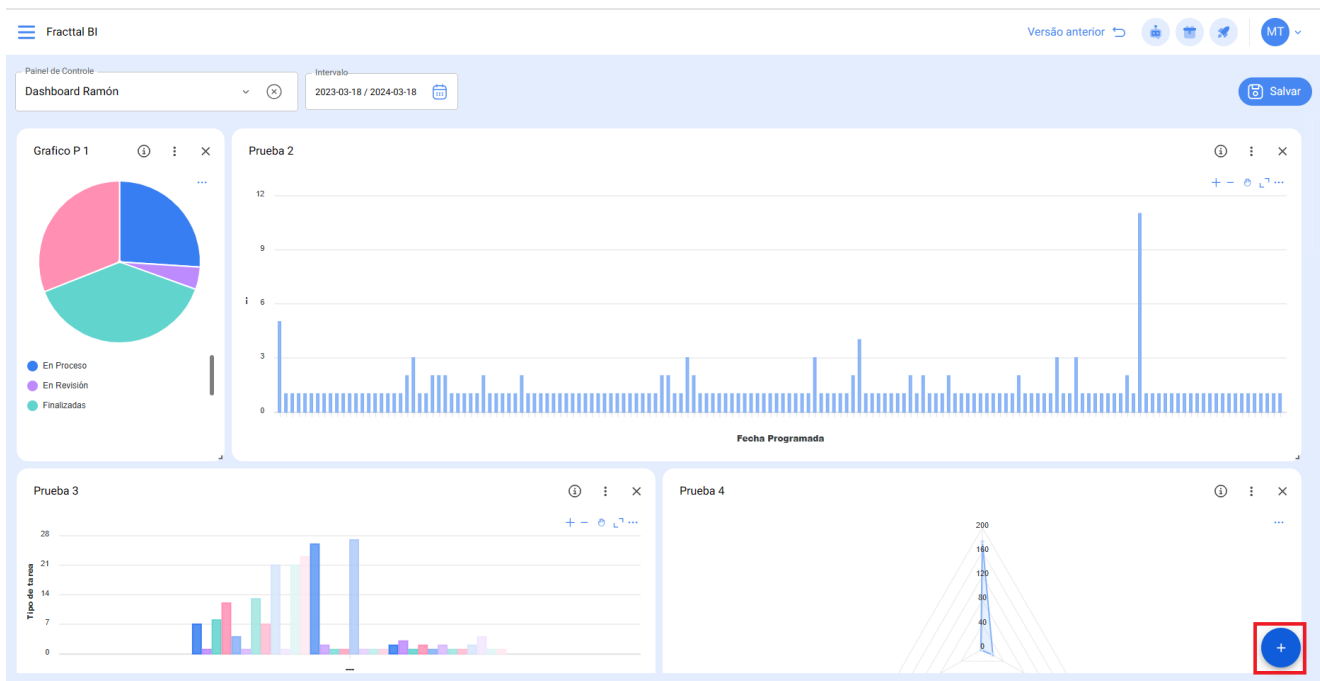 Fracttal BI
Versão anterior
MT
Painel de Controle
Dashboard Ramón
Intervalo
2023-03-18 / 2024-03-18
Salvar
Grafico P 1
En Proceso
En Revisión
Finalizadas
Prueba 2
12
9
6
3
0
Fecha Programada
Prueba 3
28
21
14
7
0
Tipo de tarea
Prueba 4
200
160
120
80
40
0